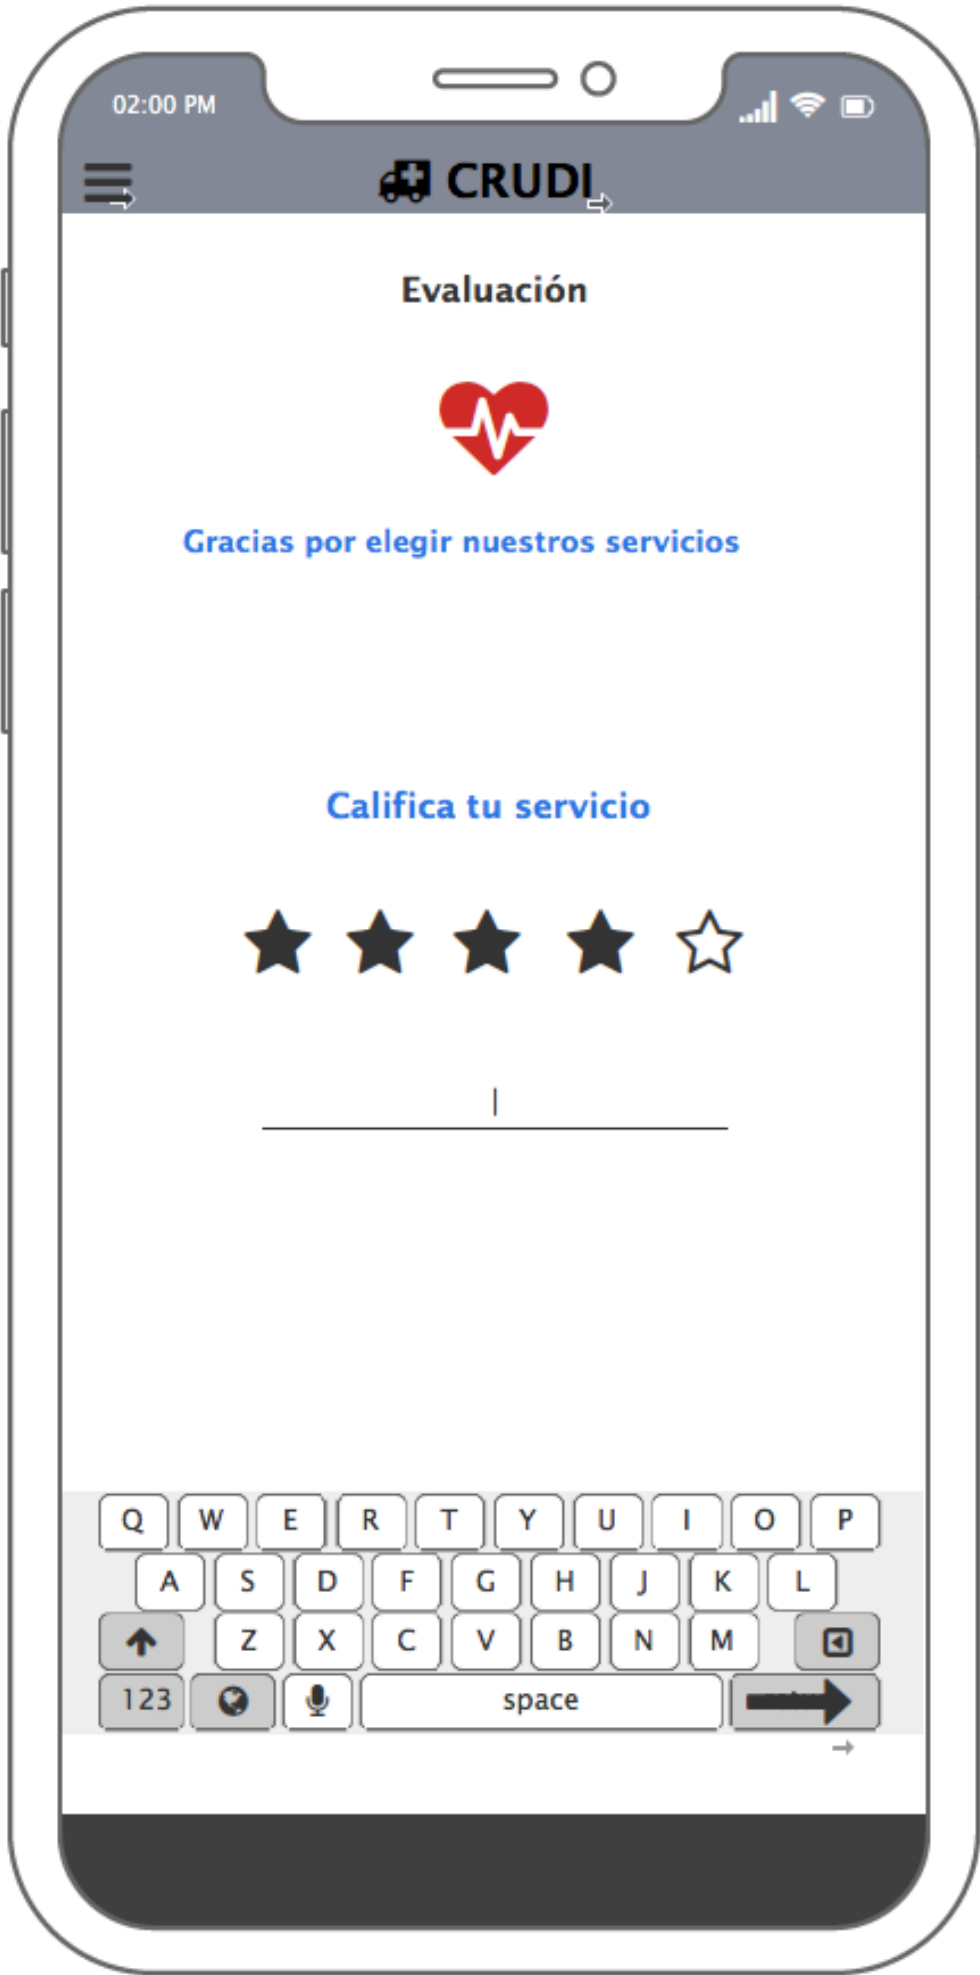 02:00 PM
CRUDI
Evaluación
Gracias por elegir nuestros servicios
Califica tu servicio
Q W E R T Y U I O P
A S D F G H J K L
Z X C V B N M
123 space